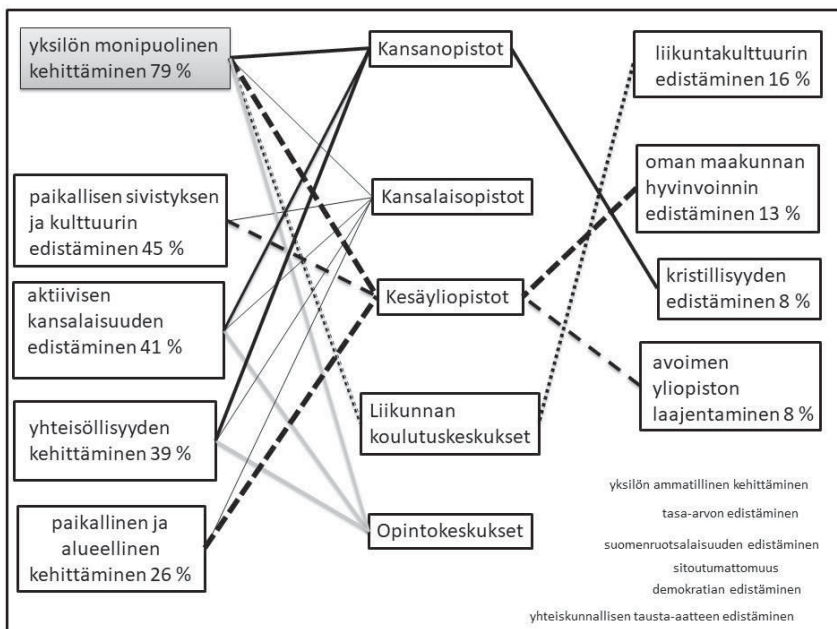 yksilön monipuolinen
kehittäminen 79 %
paikallisen sivistyksen
ja kulttuurin
edistäminen 45 %
aktiivisen
kansalaisuuden
edistäminen 41 %
yhteisöllisyyden
kehittäminen 39 %
paikallinen ja
alueellinen
kehittäminen 26 %
Kansanopistot
Kansalaisopistot
Kesäyliopistot
Liikunnan
koulutuskeskukset
Opintokeskukset
liikuntakulttuurin
edistäminen 16 %
oman maakunnan
hyvinvoinnin
edistäminen 13 %
kristillisyyden
edistäminen 8 %
avoimen
yliopiston
laajentaminen 8 %
yksilön ammatillinen kehittäminen
tasa-arvon edistäminen
suomenruotsalaisuuden edistäminen
sitoutumattomuus
demokratian edistäminen
yhteiskunnallisen tausta-aatteen edistäminen